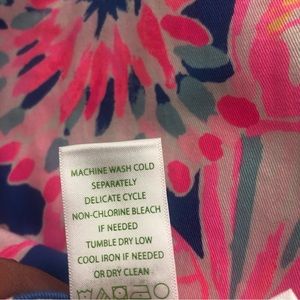 MACHINE WASH COLD
SEPARATELY
DELICATE CYCLE
NON-CHLORINE BLEACH
IF NEEDED
TUMBLE DRY LOW
COOL IRON IF NEEDED
OR DRY CLEAN